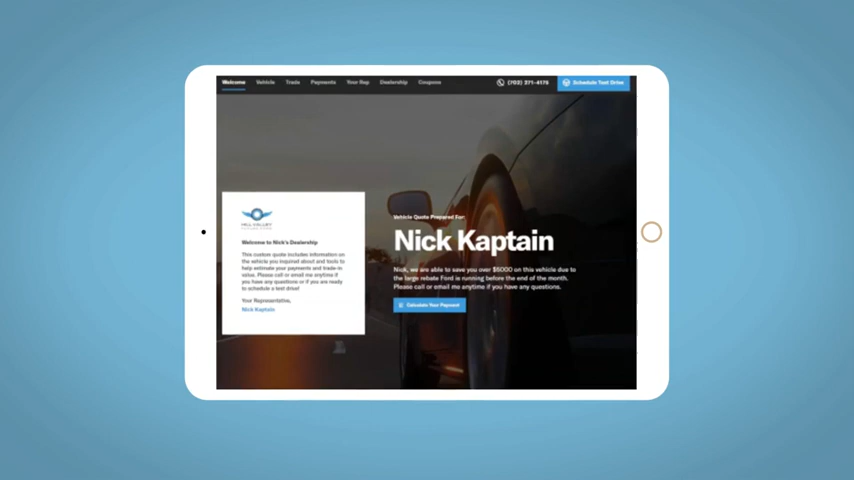 Welcome Vehicle Trade Payments Your Rep Dealership Coupons (702) 271-4175 Schedule Test Drive
HILL VALLEY
Welcome to Nick's Dealership
This custom quote includes information on
the vehicle you inquired about and tools to
help estimate your payments and trade-in
value. Please call or email me anytime if
you have any questions or if you are ready
to schedule a test drive!
Your Representative,
Nick Kaptain
Vehicle Quote Prepared For:
Nick Kaptain
Nick, we are able to save you over $5000 on this vehicle due to
the large rebate Ford is running before the end of the month.
Please call or email me anytime if you have any questions.
Calculate Your Payment